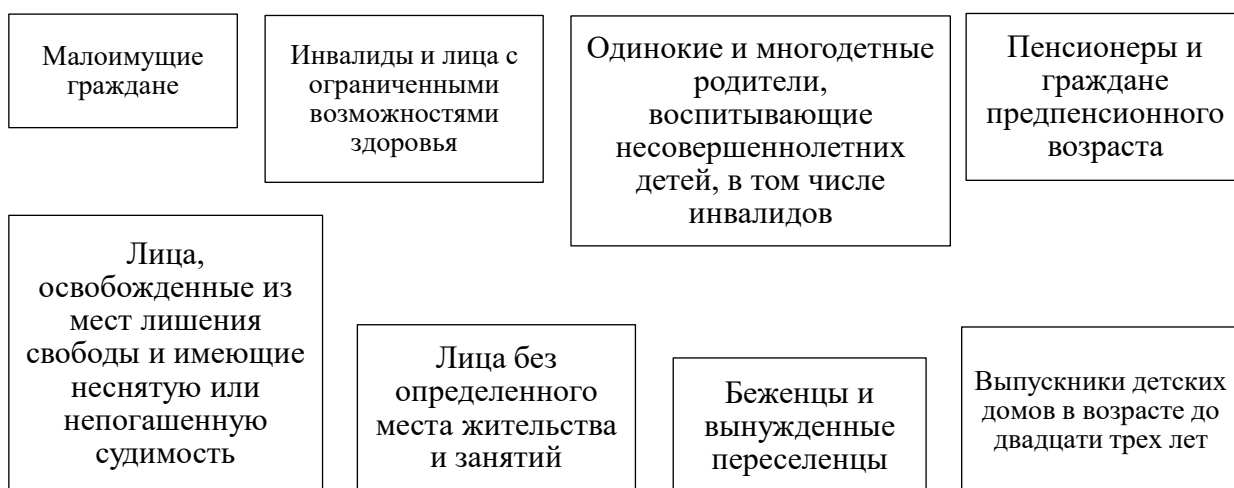 Малоимущие
граждане
Инвалиды и лица с
ограниченными
возможностями
здоровья
Одинокие и многодетные
родители,
воспитывающие
несовершеннолетних
детей, в том числе
инвалидов
Пенсионеры и
граждане
предпенсионного
возраста
Лица,
освобожденные из
мест лишения
свободы и имеющие
неснятую или
непогашенную
судимость
Лица без
определенного
места жительства
и занятий
Беженцы и
вынужденные
переселенцы
Выпускники детских
домов в возрасте до
двадцати трех лет